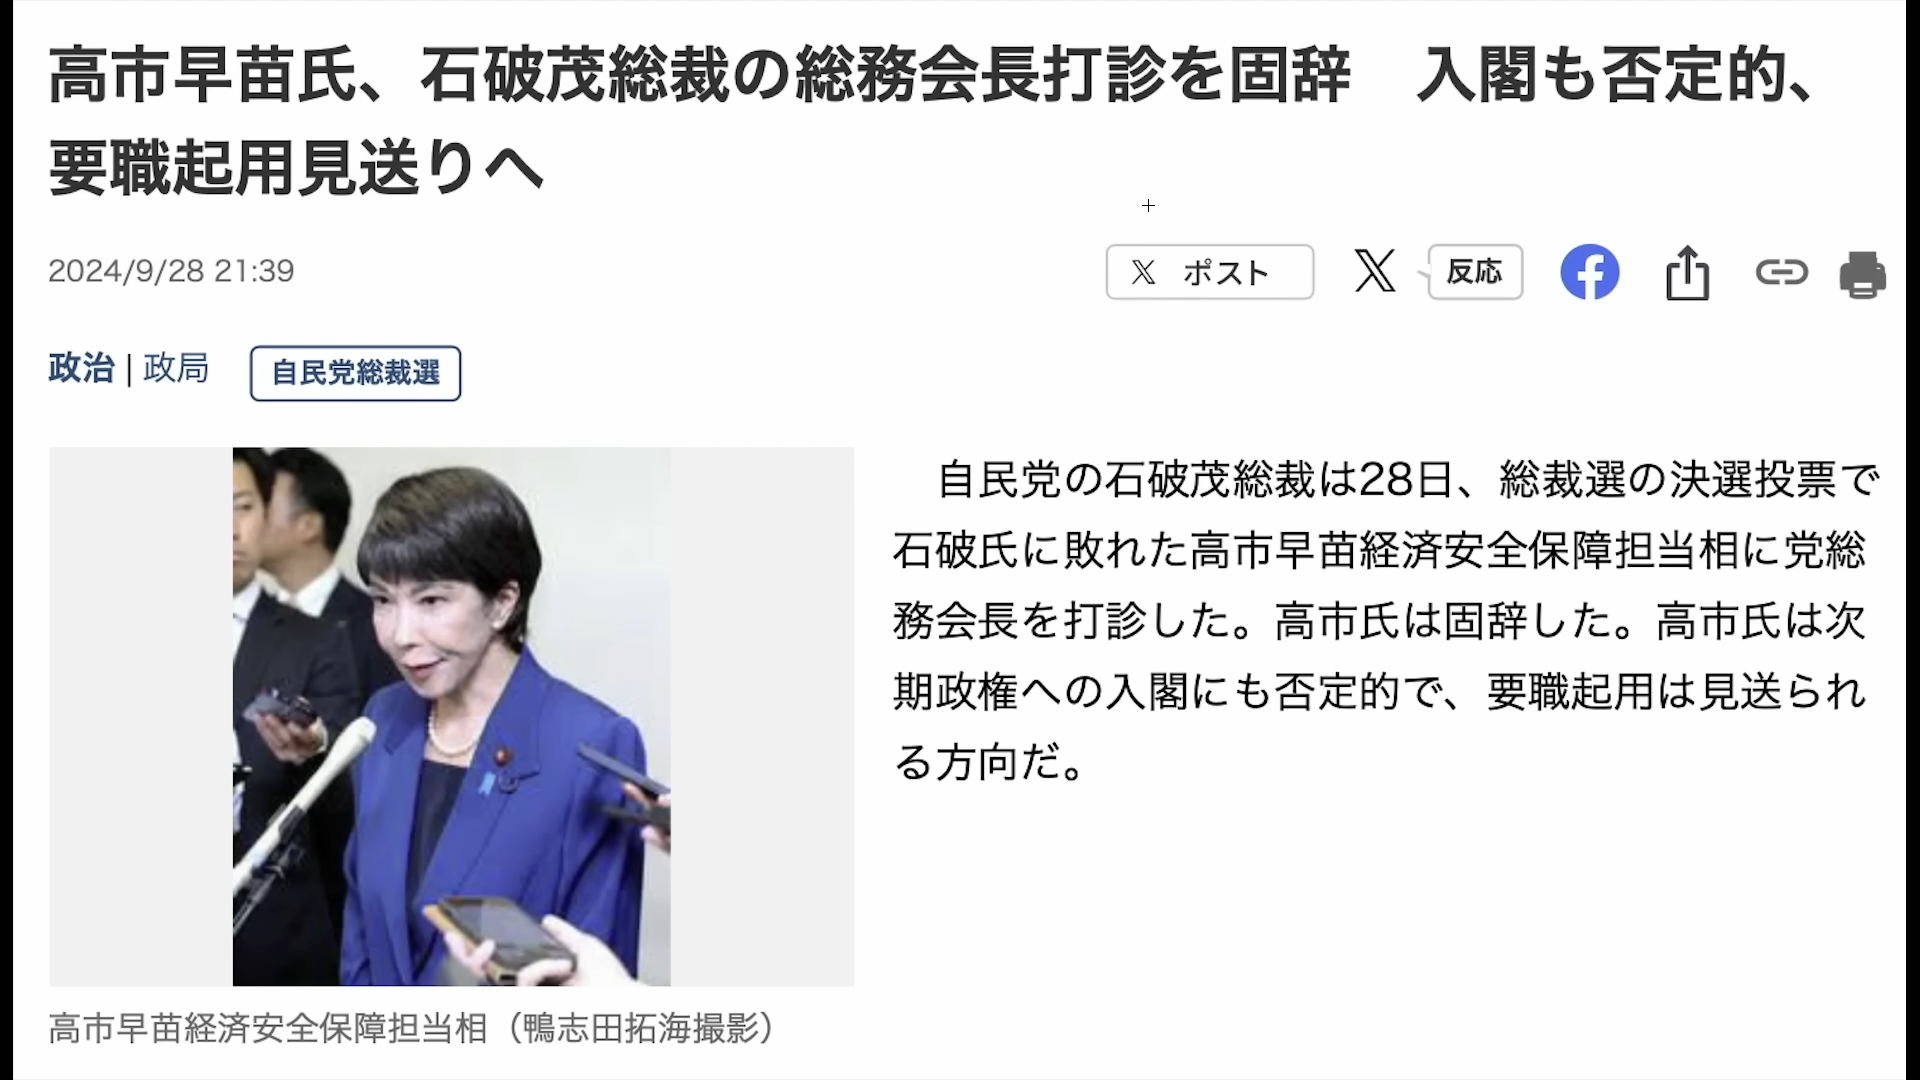 高市早苗氏、石破茂総裁の総務会長打診を固辞　入閣も否定的、
要職起用見送りへ
2024/9/28 21:39
X ポスト
X 反応
政治 | 政局
自民党総裁選
自民党の石破茂総裁は28日、総裁選の決選投票で
石破氏に敗れた高市早苗経済安全保障担当相に党総
務会長を打診した。高市氏は固辞した。高市氏は次
期政権への入閣にも否定的で、要職起用は見送られ
る方向だ。
高市早苗経済安全保障担当相（鴨志田拓海撮影）